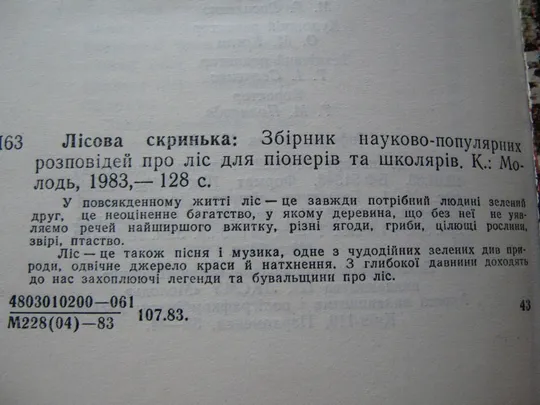 Л63 Лісова скринька: Збірник науково-популярних
розповідей про ліс для піонерів та школярів. К.: Мо-
лодь, 1983,— 128 с.
У повсякденному житті ліс — це завжди потрібний людині зелений
друг, це неоціненне багатство, у якому деревина, що без неї не уяв-
ляємо речей найширшого вжитку, різні ягоди, гриби, цілющі рослини,
звірі, птаство.
Ліс — це також пісня і музика, одне з чудодійних зелених див при-
роди, одвічне джерело краси й натхнення. З глибокої давнини доходять
до нас захоплюючі легенди та бувальщини про ліс.
4803010200—061
М228(04)—83 107.83. 43